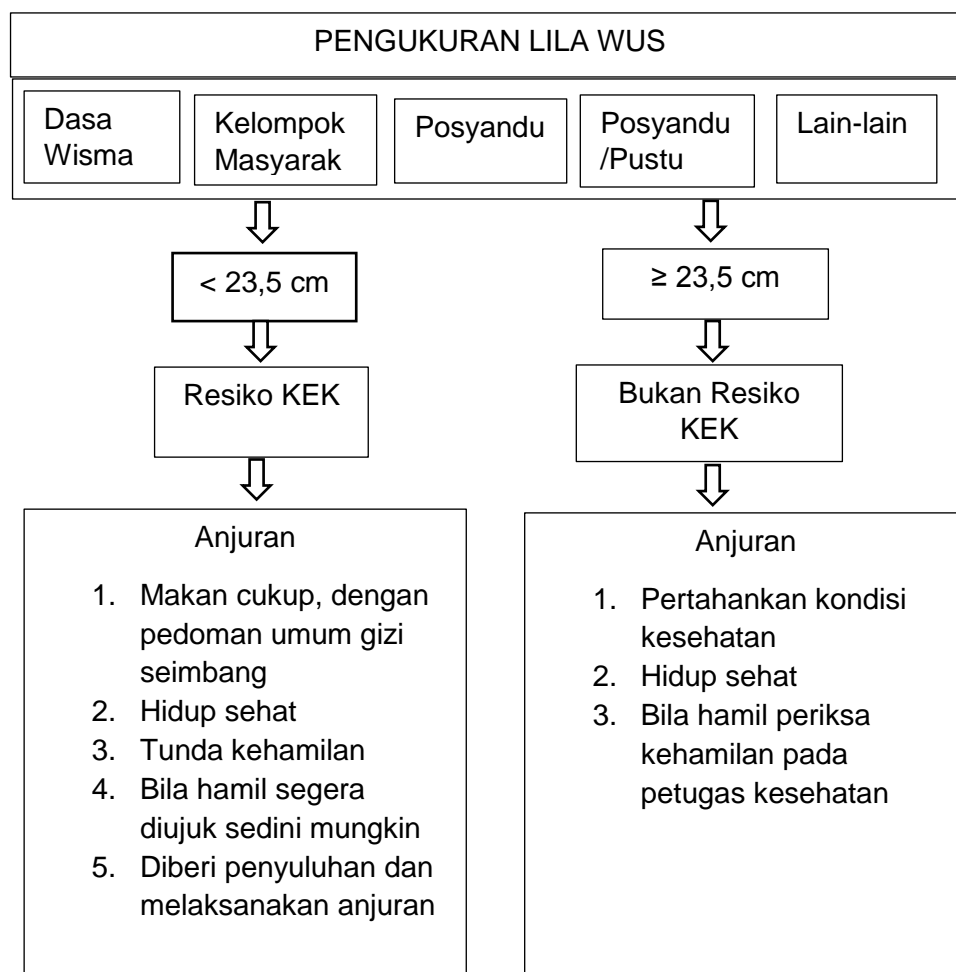 PENGUKURAN LILA WUS
Dasa
Wisma
Kelompok
Masyarak
Posyandu
Posyandu
/Pustu
Lain-lain
< 23,5 cm
≥ 23,5 cm
Resiko KEK
Bukan Resiko
KEK
Anjuran
1. Makan cukup, dengan
pedoman umum gizi
seimbang
2. Hidup sehat
3. Tunda kehamilan
4. Bila hamil segera
diujuk sedini mungkin
5. Diberi penyuluhan dan
melaksanakan anjuran
Anjuran
1. Pertahankan kondisi
kesehatan
2. Hidup sehat
3. Bila hamil periksa
kehamilan pada
petugas kesehatan